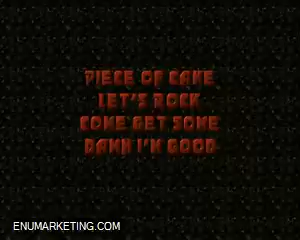 PIECE OF CAKE
LET'S ROCK
COME GET SOME
DAMN I'M GOOD
ENUMARKETING.COM